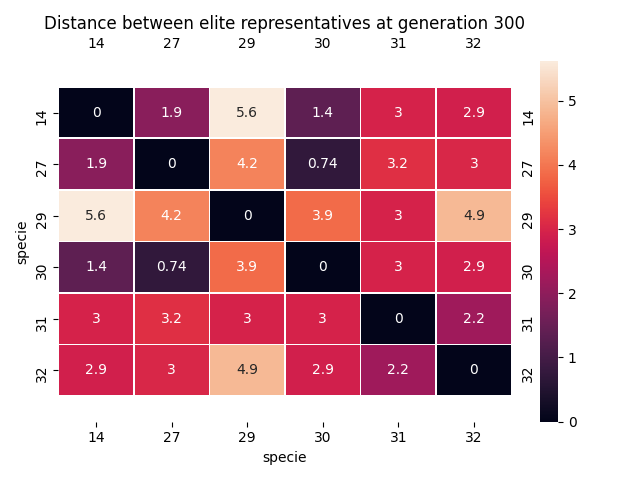 Distance between elite representatives at generation 300
14 27 29 30 31 32
14 0 1.9 5.6 1.4 3 2.9 14
27 1.9 0 4.2 0.74 3.2 3 27
29 5.6 4.2 0 3.9 3 4.9 29
30 1.4 0.74 3.9 0 3 2.9 30
31 3 3.2 3 3 0 2.2 31
32 2.9 3 4.9 2.9 2.2 0 32
14 27 29 30 31 32
specie
specie
5
4
3
2
1
0